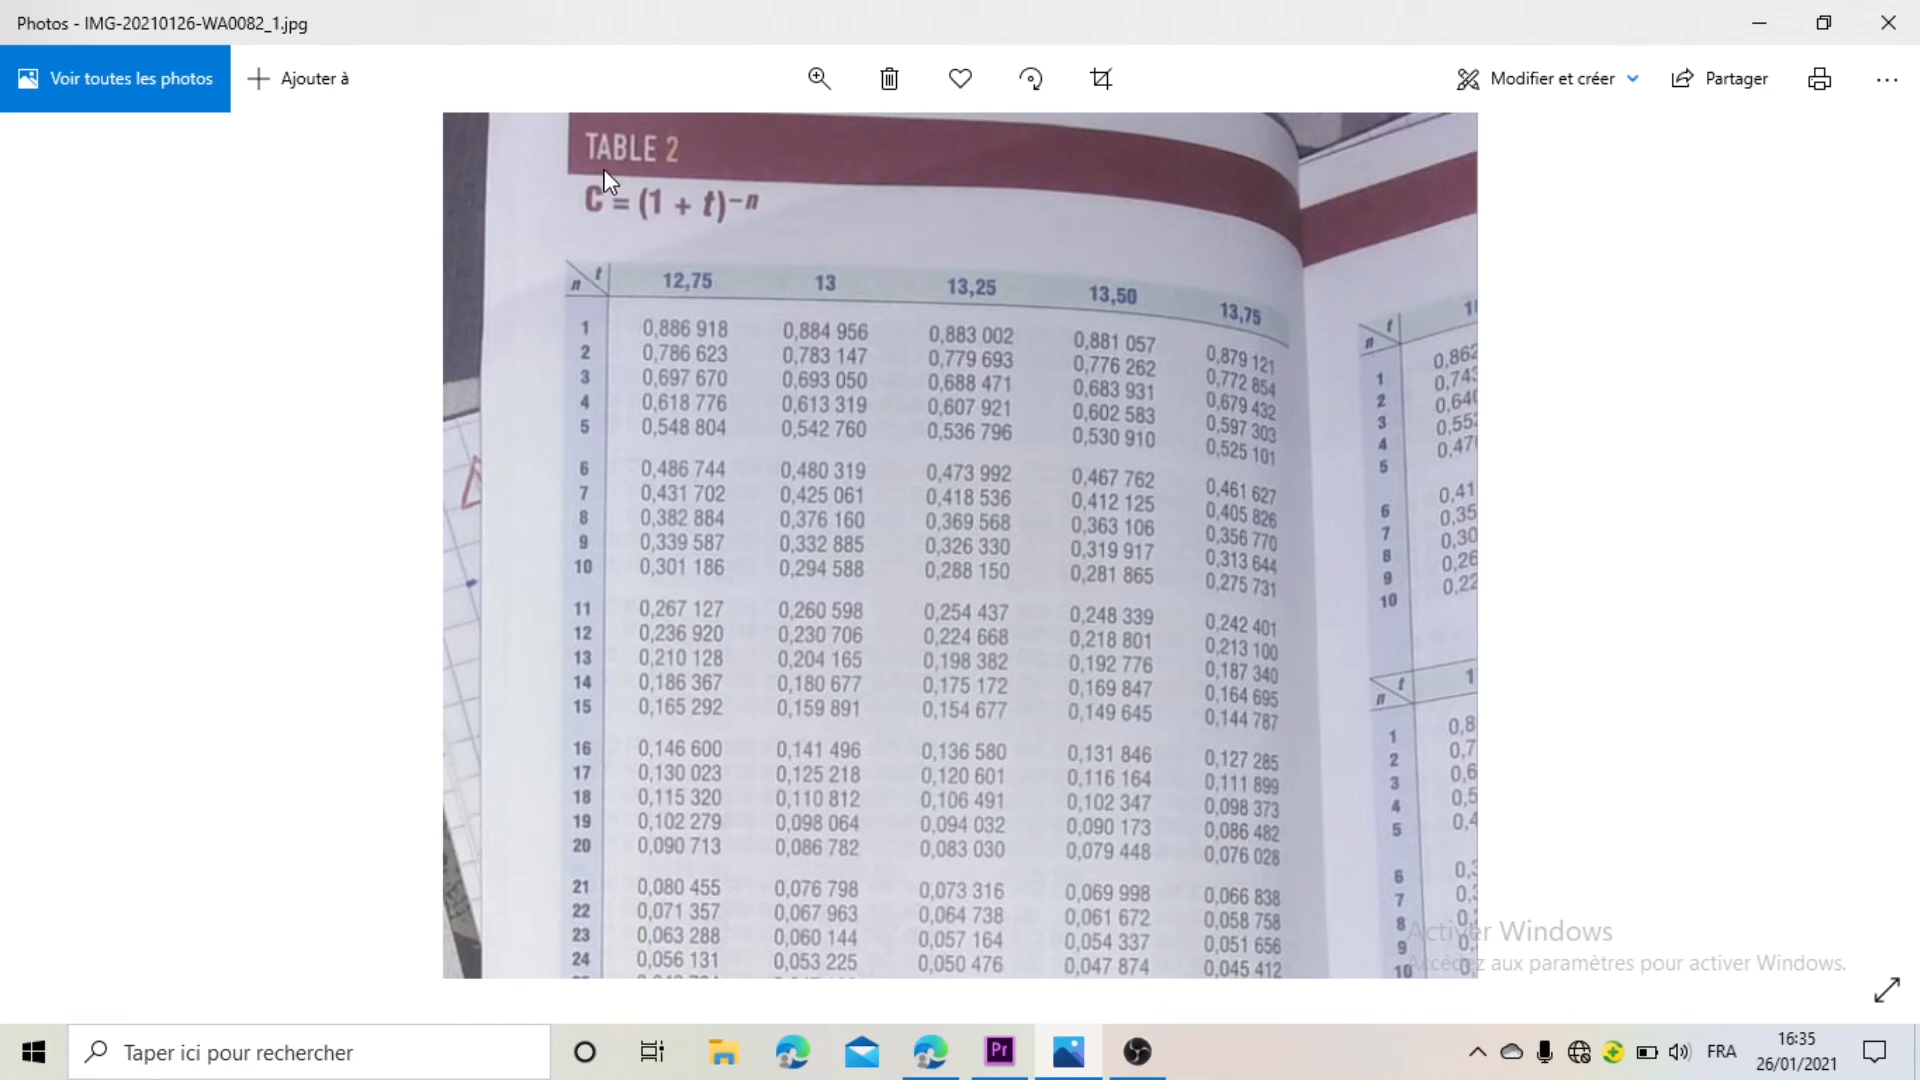 Photos - IMG-20210126-WA0082_1.jpg
Voir toutes les photos
Ajouter à
Modifier et créer
Partager
TABLE 2
C = (1 + t)⁻ⁿ
n t 12,75 13 13,25 13,50 13,75
1 0,886 918 0,884 956 0,883 002 0,881 057 0,879 121
2 0,786 623 0,783 147 0,779 693 0,776 262 0,772 854
3 0,697 670 0,693 050 0,688 471 0,683 931 0,679 432
4 0,618 776 0,613 319 0,607 921 0,602 583 0,597 303
5 0,548 804 0,542 760 0,536 796 0,530 910 0,525 101
6 0,486 744 0,480 319 0,473 992 0,467 762 0,461 627
7 0,431 702 0,425 061 0,418 536 0,412 125 0,405 826
8 0,382 884 0,376 160 0,369 568 0,363 106 0,356 770
9 0,339 587 0,332 885 0,326 330 0,319 917 0,313 644
10 0,301 186 0,294 588 0,288 150 0,281 865 0,275 731
11 0,267 127 0,260 598 0,254 437 0,248 339 0,242 401
12 0,236 920 0,230 706 0,224 668 0,218 801 0,213 100
13 0,210 128 0,204 165 0,198 382 0,192 776 0,187 340
14 0,186 367 0,180 677 0,175 172 0,169 847 0,164 695
15 0,165 292 0,159 891 0,154 677 0,149 645 0,144 787
16 0,146 600 0,141 496 0,136 580 0,131 846 0,127 285
17 0,130 023 0,125 218 0,120 601 0,116 164 0,111 899
18 0,115 320 0,110 812 0,106 491 0,102 347 0,098 373
19 0,102 279 0,098 064 0,094 032 0,090 173 0,086 482
20 0,090 713 0,086 782 0,083 030 0,079 448 0,076 028
21 0,080 455 0,076 798 0,073 316 0,069 998 0,066 838
22 0,071 357 0,067 963 0,064 738 0,061 672 0,058 758
23 0,063 288 0,060 144 0,057 164 0,054 337 0,051 656
24 0,056 131 0,053 225 0,050 476 0,047 874 0,045 412
n t
1
2
3
4
5
6
7
8
9
10
n t
1
2
3
4
5
6
7
8
9
10
Activer Windows
Accédez aux paramètres pour activer Windows.
Taper ici pour rechercher
Pr
FRA
16:35
26/01/2021